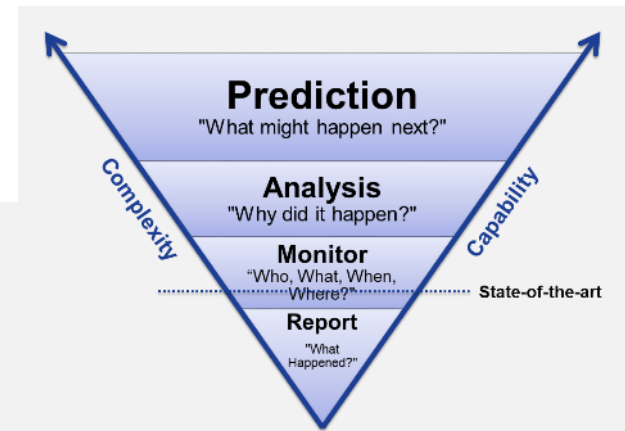 Prediction
"What might happen next?"
Complexity
Capability
Analysis
"Why did it happen?"
Monitor
“Who, What, When,
Where?"
State-of-the-art
Report
"What
Happened?"